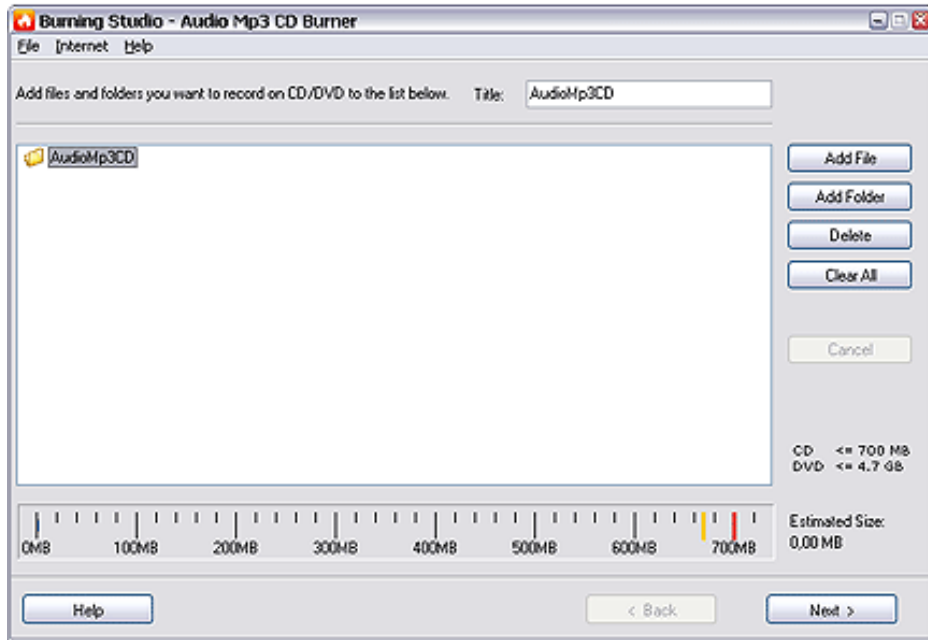 Burning Studio - Audio Mp3 CD Burner
File Internet Help
Add files and folders you want to record on CD/DVD to the list below. Title: AudioMp3CD
AudioMp3CD
Add File
Add Folder
Delete
Clear All
Cancel
CD <= 700 MB
DVD <= 4.7 GB
0MB 100MB 200MB 300MB 400MB 500MB 600MB 700MB
Estimated Size:
0,00 MB
Help < Back Next >